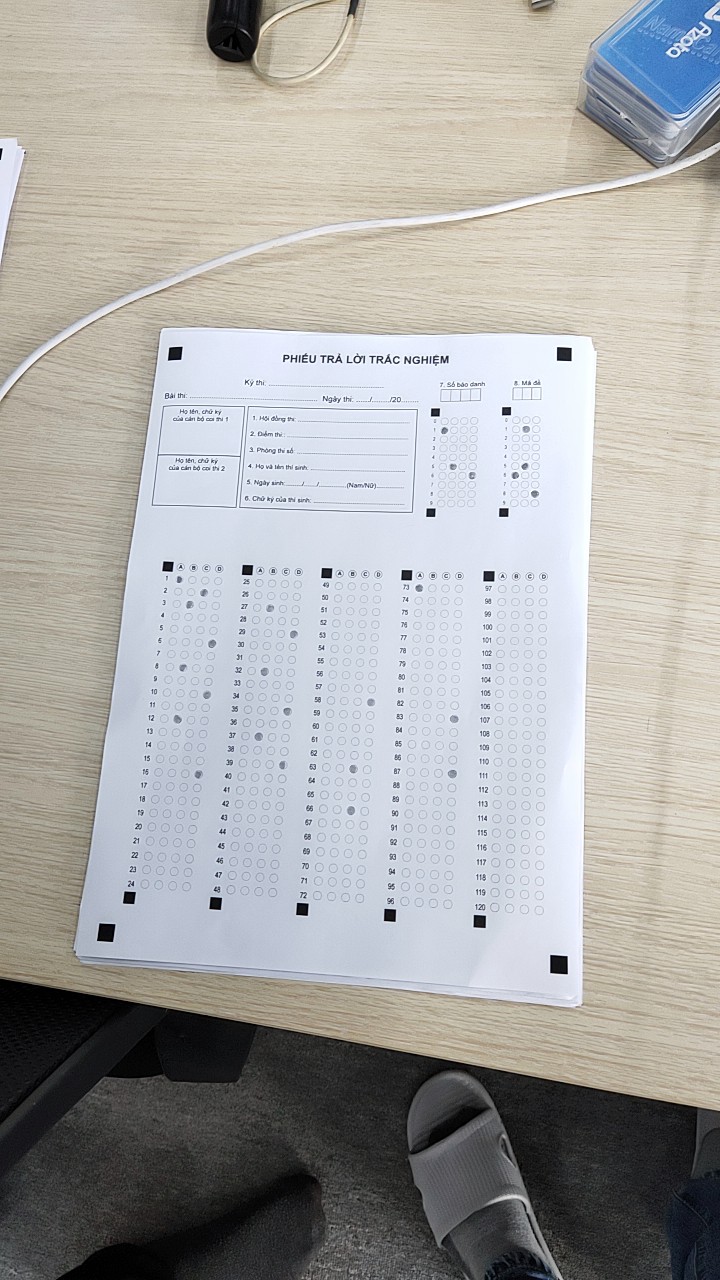 Azota
PHIẾU TRẢ LỜI TRẮC NGHIỆM
Kỳ thi: ........................................
Bài thi: ........................................ Ngày thi: ...../......../20......
7. Số báo danh
8. Mã đề
Họ tên, chữ ký
của cán bộ coi thi 1
Họ tên, chữ ký
của cán bộ coi thi 2
1. Hội đồng thi: ........................................
2. Điểm thi: ........................................
3. Phòng thi số: ........................................
4. Họ và tên thí sinh: ........................................
5. Ngày sinh:....../....../............(Nam/Nữ)............
6. Chữ ký của thí sinh: ........................................
0 0
1 1
2 2
3 3
4 4
5 5
6 6
7 7
8 8
9 9
A B C D A B C D A B C D A B C D A B C D
1 25 49 73 97
2 26 50 74 98
3 27 51 75 99
4 28 52 76 100
5 29 53 77 101
6 30 54 78 102
7 31 55 79 103
8 32 56 80 104
9 33 57 81 105
10 34 58 82 106
11 35 59 83 107
12 36 60 84 108
13 37 61 85 109
14 38 62 86 110
15 39 63 87 111
16 40 64 88 112
17 41 65 89 113
18 42 66 90 114
19 43 67 91 115
20 44 68 92 116
21 45 69 93 117
22 46 70 94 118
23 47 71 95 119
24 48 72 96 120